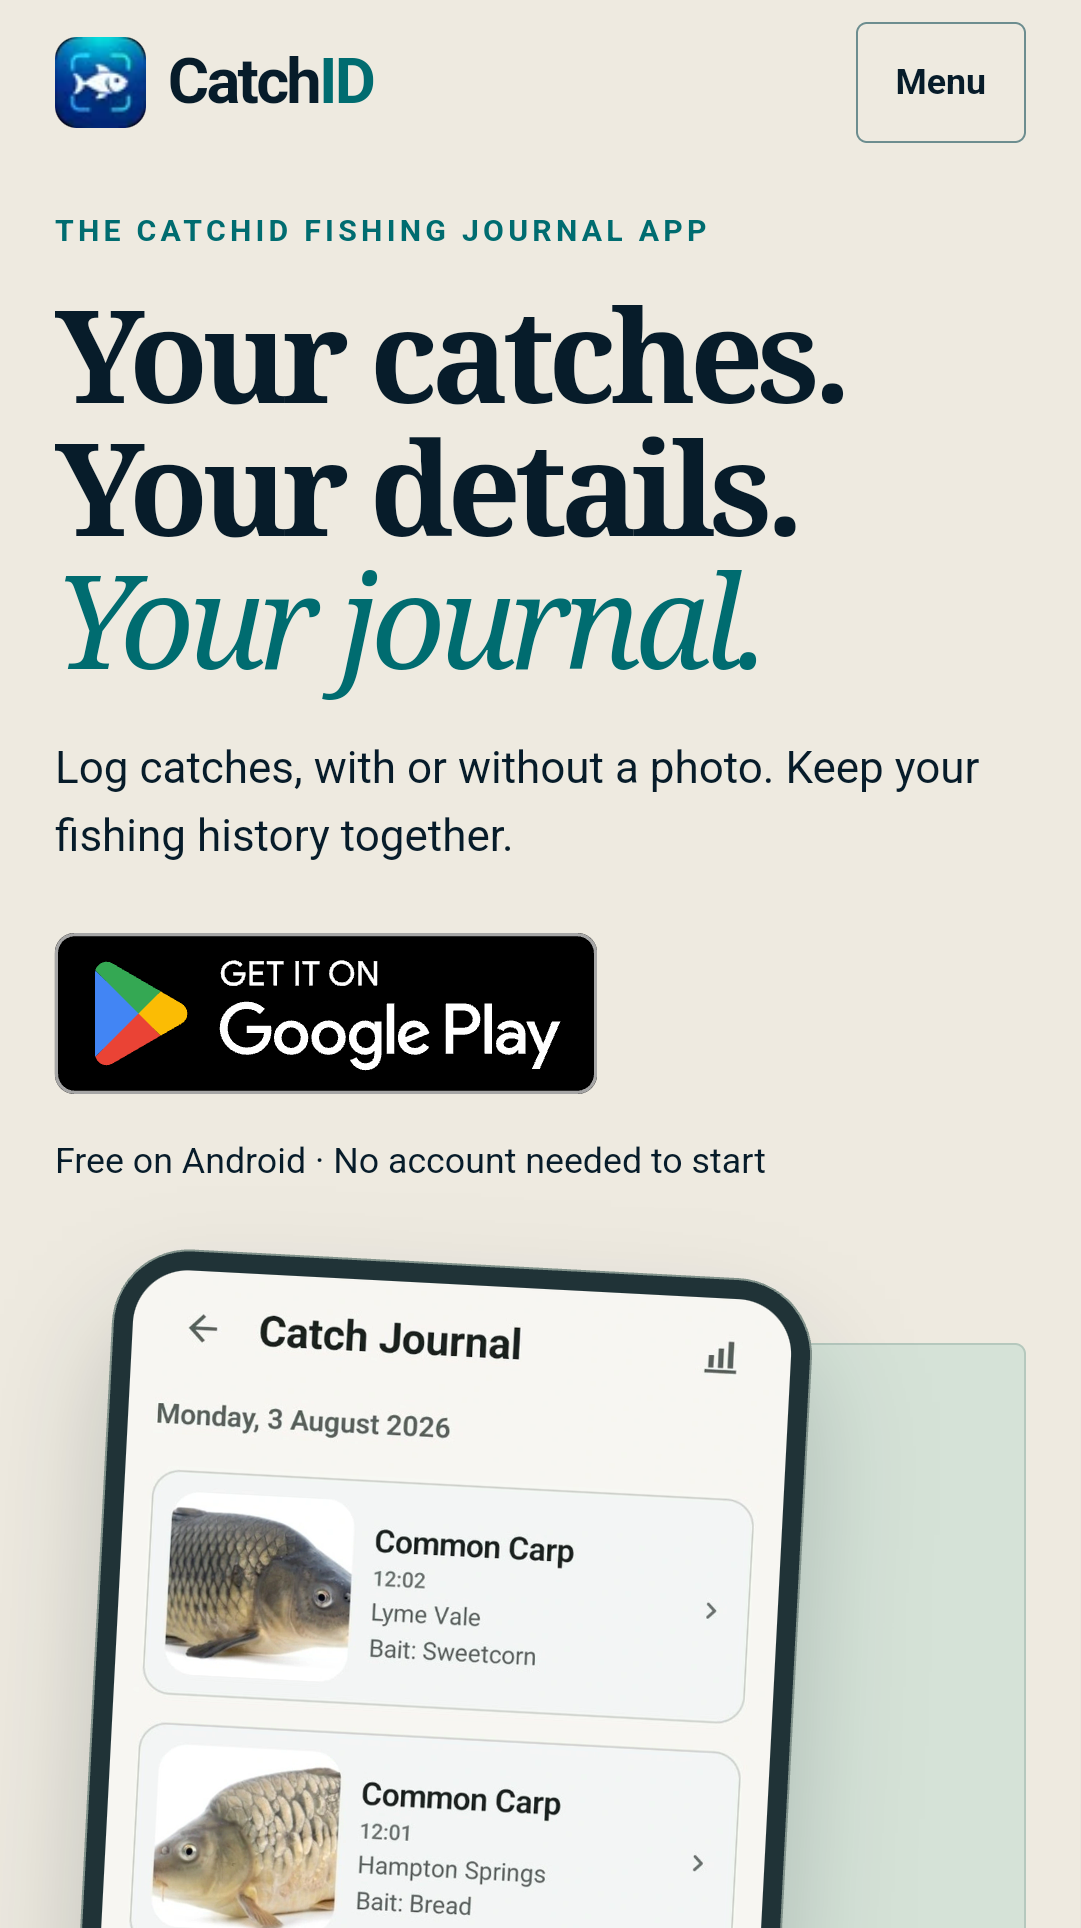 CatchID
Menu
THE CATCHID FISHING JOURNAL APP
Your catches.
Your details.
Your journal.
Log catches, with or without a photo. Keep your
fishing history together.
GET IT ON
Google Play
Free on Android · No account needed to start
Catch Journal
Monday, 3 August 2026
Common Carp
12:02
Lyme Vale
Bait: Sweetcorn
Common Carp
12:01
Hampton Springs
Bait: Bread